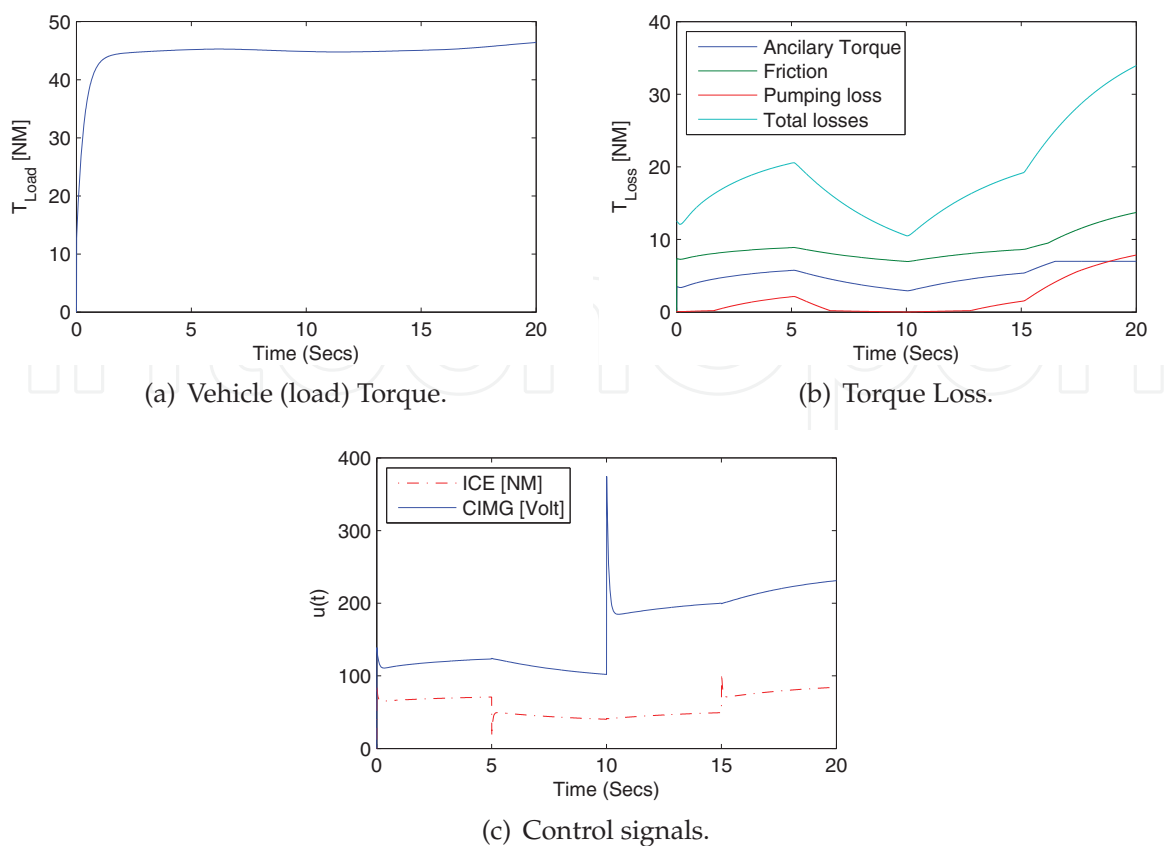 50
40
30
20
10
0
T_Load [NM]
0 5 10 15 20
Time (Secs)
(a) Vehicle (load) Torque.
40
30
20
10
0
T_Loss [NM]
Ancilary Torque
Friction
Pumping loss
Total losses
0 5 10 15 20
Time (Secs)
(b) Torque Loss.
400
300
200
100
0
u(t)
ICE [NM]
CIMG [Volt]
0 5 10 15 20
Time (Secs)
(c) Control signals.